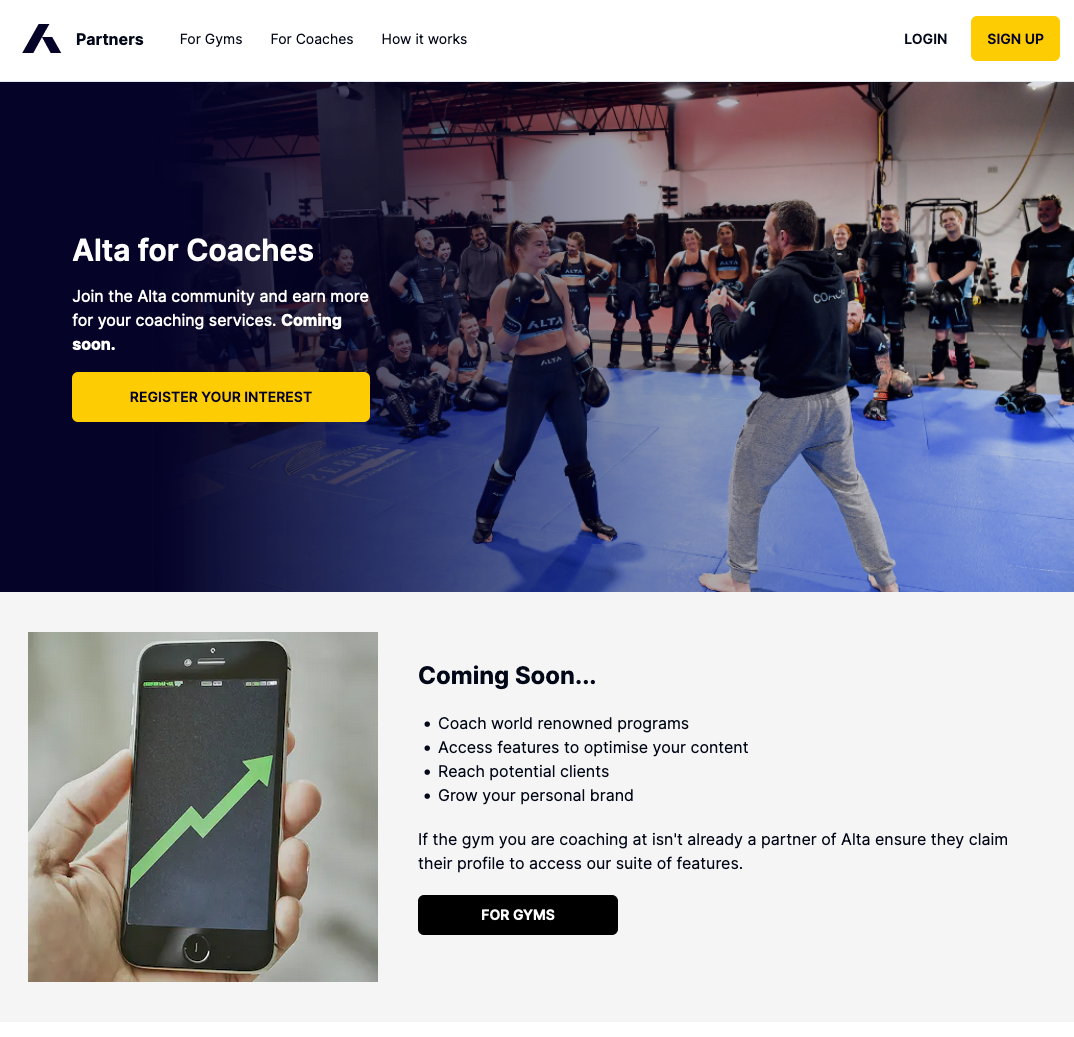 Partners
For Gyms
For Coaches
How it works
LOGIN
SIGN UP
Alta for Coaches
Join the Alta community and earn more
for your coaching services. Coming
soon.
REGISTER YOUR INTEREST
ALTA
ALTA
ALTA
ALTA
COACH
Coming Soon...
• Coach world renowned programs
• Access features to optimise your content
• Reach potential clients
• Grow your personal brand
If the gym you are coaching at isn't already a partner of Alta ensure they claim
their profile to access our suite of features.
FOR GYMS